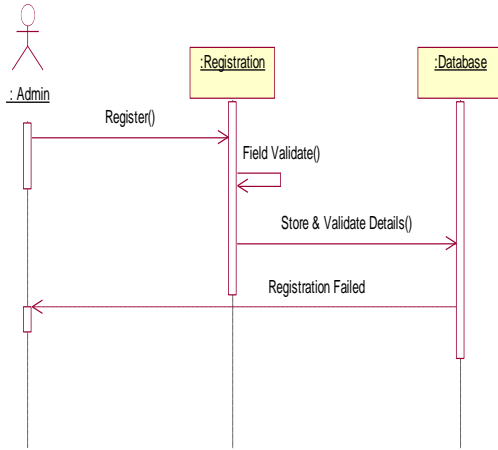 :Registration
:Database
: Admin
Register()
Field Validate()
Store & Validate Details()
Registration Failed